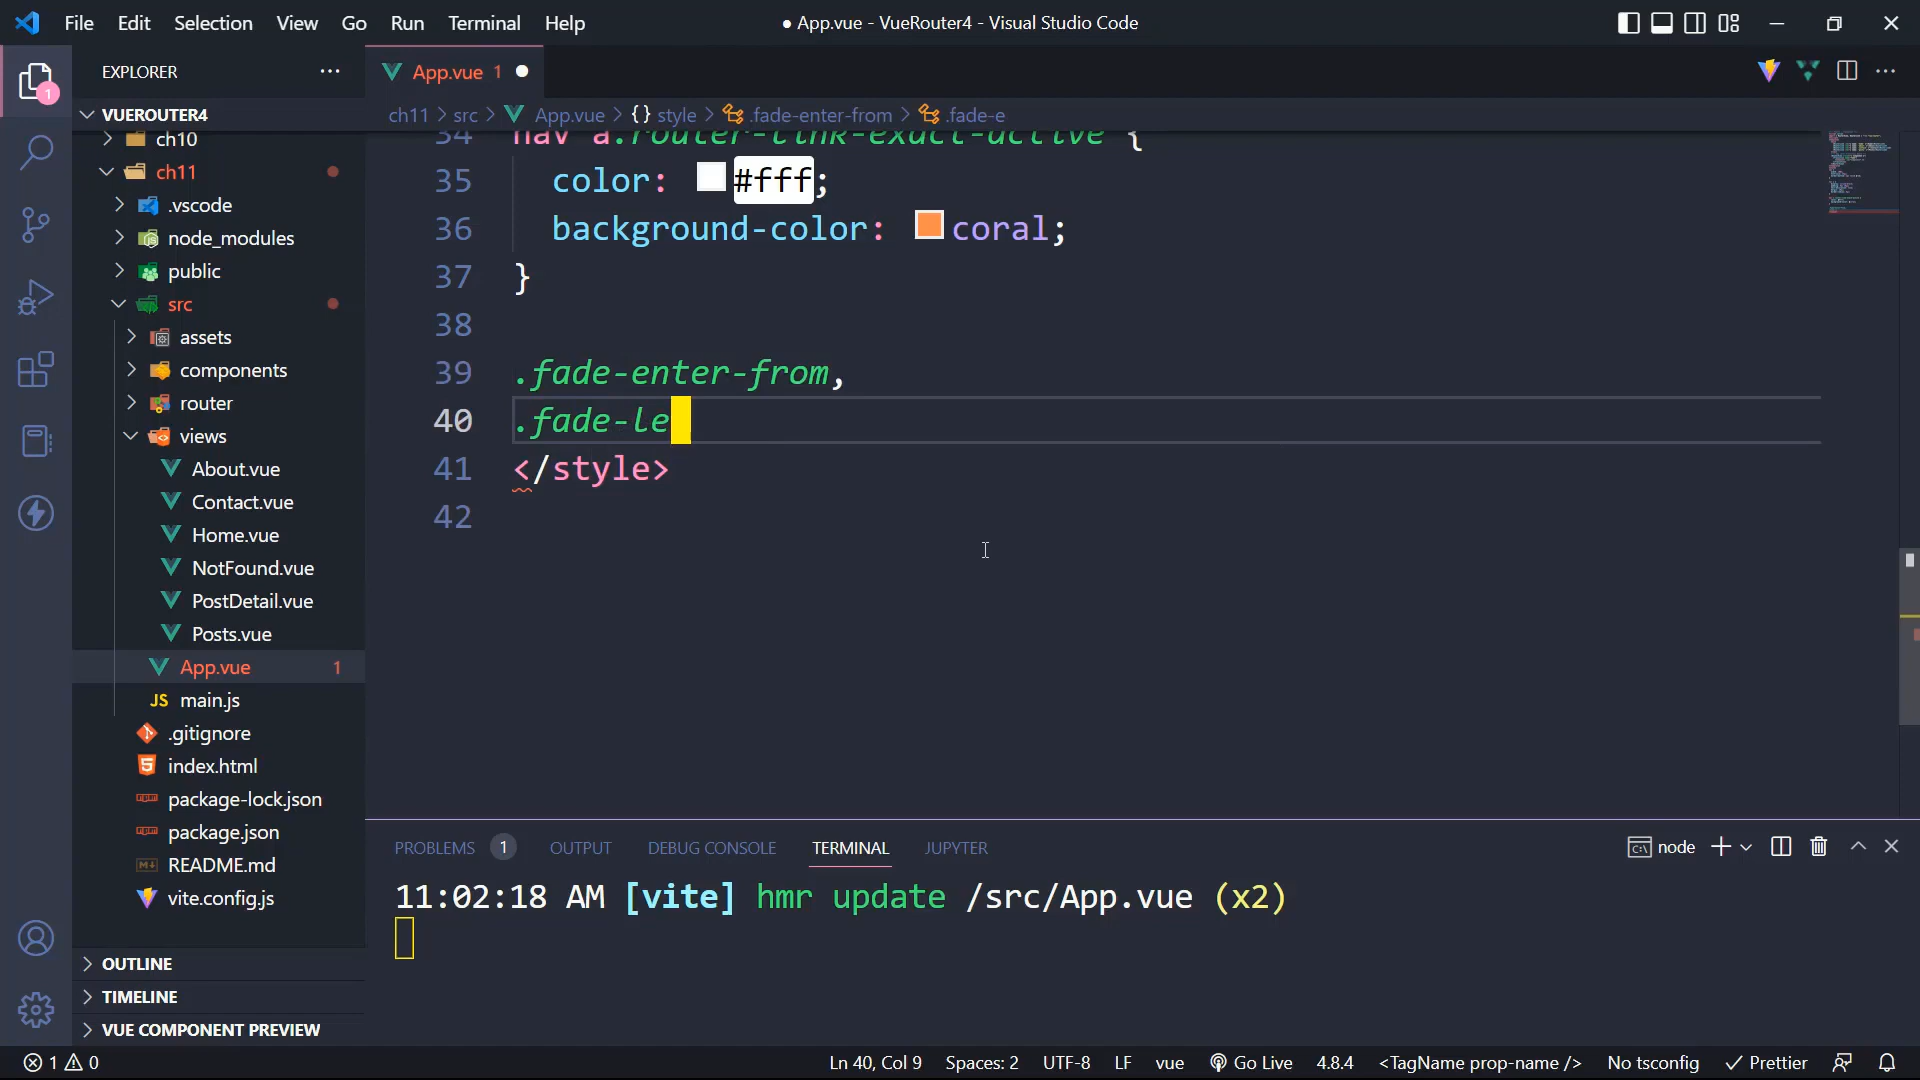 File Edit Selection View Go Run Terminal Help
● App.vue - VueRouter4 - Visual Studio Code
EXPLORER
1
App.vue 1
VUEROUTER4
ch11 > src > App.vue > {} style > .fade-enter-from > .fade-e
ch10
ch11
.vscode
node_modules
public
src
assets
components
router
views
About.vue
Contact.vue
Home.vue
NotFound.vue
PostDetail.vue
Posts.vue
App.vue 1
JS main.js
.gitignore
index.html
package-lock.json
package.json
README.md
vite.config.js
OUTLINE
TIMELINE
VUE COMPONENT PREVIEW
34 nav a.router-link-exact-active {
35 color: #fff;
36 background-color: coral;
37 }
38
39 .fade-enter-from,
40 .fade-le
41 </style>
42
PROBLEMS 1 OUTPUT DEBUG CONSOLE TERMINAL JUPYTER
node
11:02:18 AM [vite] hmr update /src/App.vue (x2)
1 0
Ln 40, Col 9 Spaces: 2 UTF-8 LF vue Go Live 4.8.4 <TagName prop-name /> No tsconfig Prettier